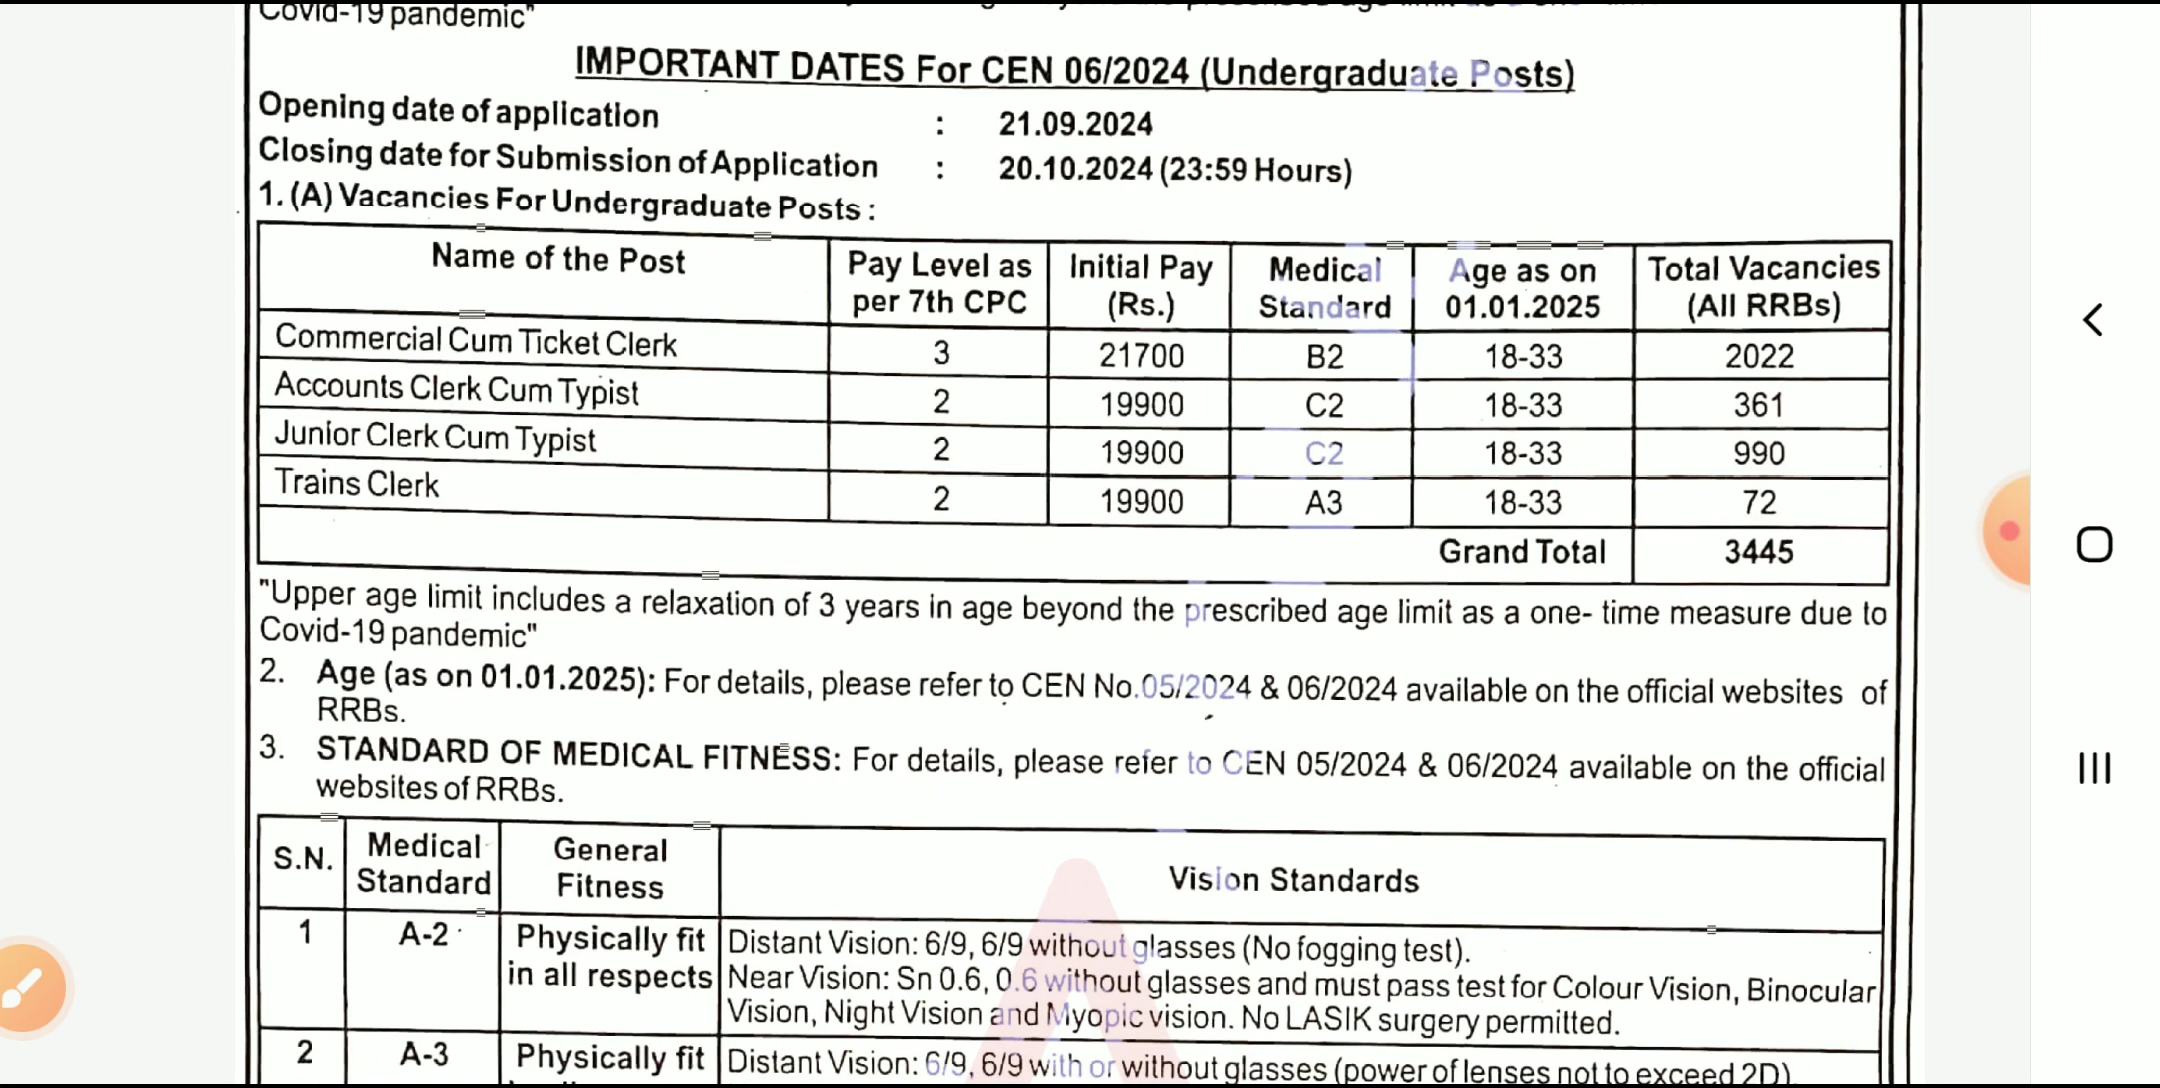 Covid-19 pandemic"
IMPORTANT DATES For CEN 06/2024 (Undergraduate Posts)
Opening date of application : 21.09.2024
Closing date for Submission of Application : 20.10.2024 (23:59 Hours)
1. (A) Vacancies For Undergraduate Posts :
Name of the Post Pay Level as per 7th CPC Initial Pay (Rs.) Medical Standard Age as on 01.01.2025 Total Vacancies (All RRBs)
Commercial Cum Ticket Clerk 3 21700 B2 18-33 2022
Accounts Clerk Cum Typist 2 19900 C2 18-33 361
Junior Clerk Cum Typist 2 19900 C2 18-33 990
Trains Clerk 2 19900 A3 18-33 72
Grand Total 3445
"Upper age limit includes a relaxation of 3 years in age beyond the prescribed age limit as a one- time measure due to
Covid-19 pandemic"
2. Age (as on 01.01.2025): For details, please refer to CEN No.05/2024 & 06/2024 available on the official websites of
RRBs.
3. STANDARD OF MEDICAL FITNESS: For details, please refer to CEN 05/2024 & 06/2024 available on the official
websites of RRBs.
S.N. Medical Standard General Fitness Vision Standards
1 A-2 Physically fit in all respects Distant Vision: 6/9, 6/9 without glasses (No fogging test).
Near Vision: Sn 0.6, 0.6 without glasses and must pass test for Colour Vision, Binocular
Vision, Night Vision and Myopic vision. No LASIK surgery permitted.
2 A-3 Physically fit Distant Vision: 6/9, 6/9 with or without glasses (power of lenses not to exceed 2D)